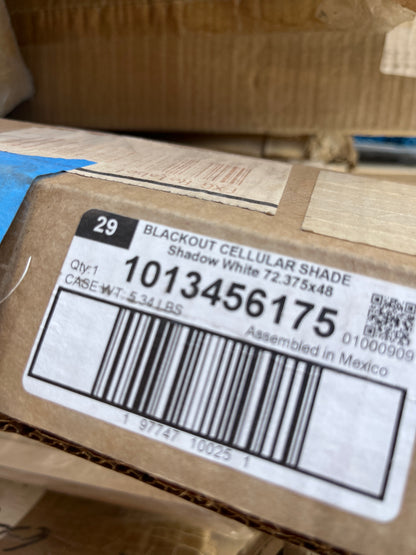 29
BLACKOUT CELLULAR SHADE
Shadow White 72.375x48
Qty:1
1013456175
CASE WT: 5.34 LBS
01000909
Assembled in Mexico
1 97747 10025 1